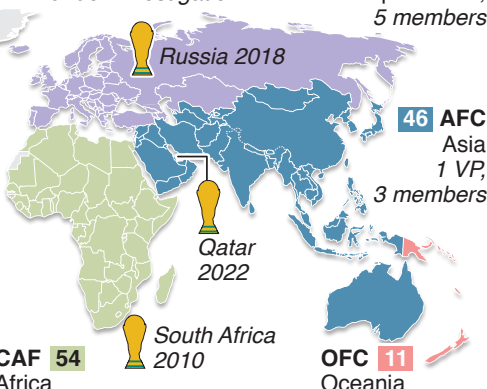 5 members
Russia 2018
46 AFC
Asia
1 VP,
3 members
Qatar
2022
South Africa
2010
CAF 54
Africa
OFC 11
Oceania